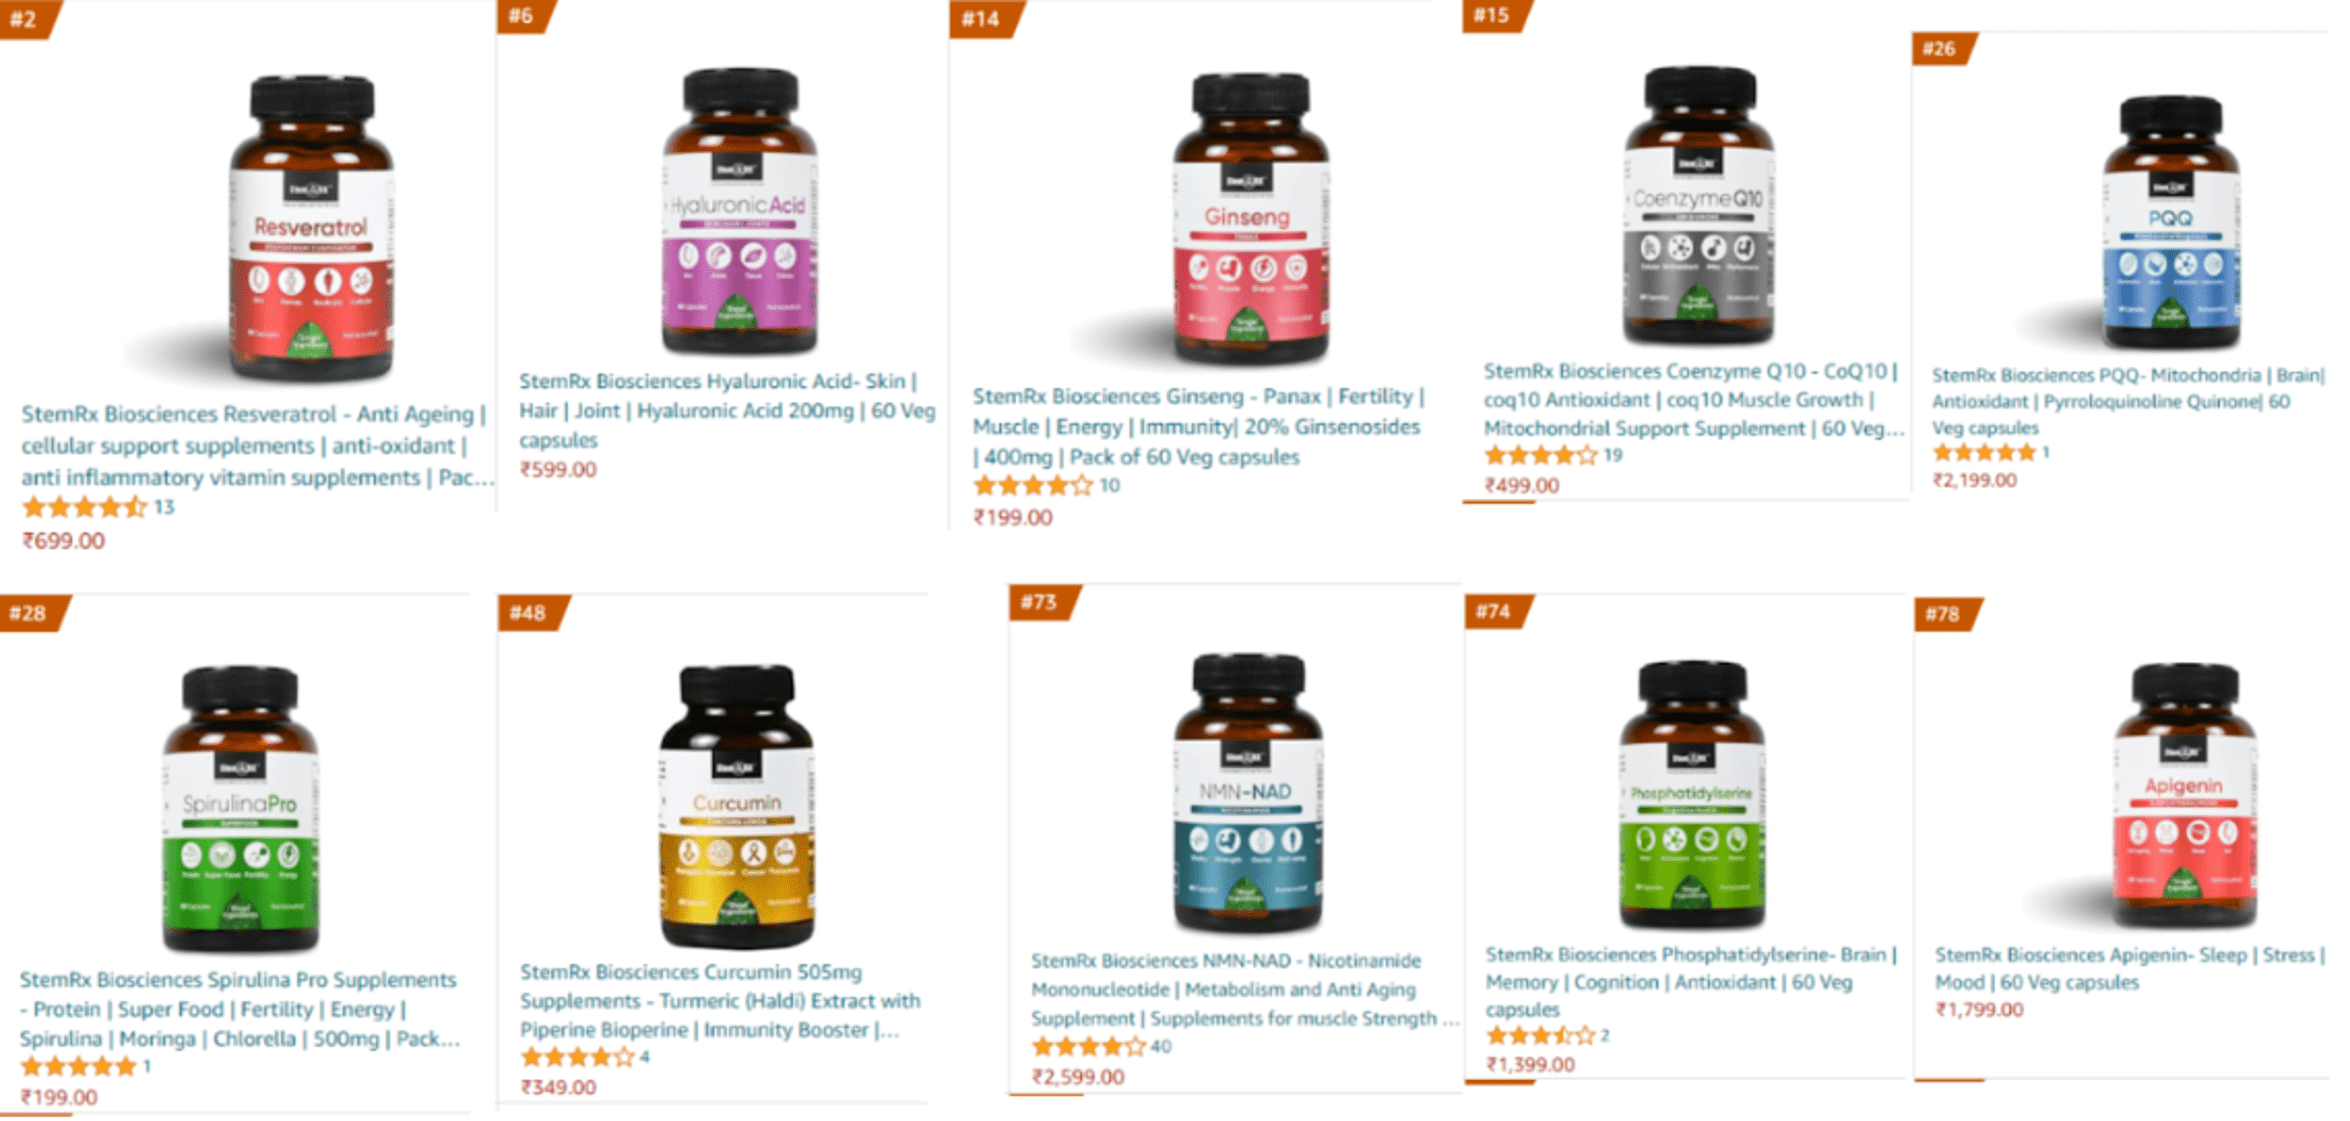 #2
Resveratrol
StemRx Biosciences Resveratrol - Anti Ageing |
cellular support supplements | anti-oxidant |
anti inflammatory vitamin supplements | Pac...
13
₹699.00
#6
HyaluronicAcid
StemRx Biosciences Hyaluronic Acid- Skin |
Hair | Joint | Hyaluronic Acid 200mg | 60 Veg
capsules
₹599.00
#14
Ginseng
Energy
StemRx Biosciences Ginseng - Panax | Fertility |
Muscle | Energy | Immunity| 20% Ginsenosides
| 400mg | Pack of 60 Veg capsules
10
₹199.00
#15
CoenzymeQ10
StemRx Biosciences Coenzyme Q10 - CoQ10 |
coq10 Antioxidant | coq10 Muscle Growth |
Mitochondrial Support Supplement | 60 Veg...
19
₹499.00
#26
PQQ
StemRx Biosciences PQQ- Mitochondria | Brain|
Antioxidant | Pyrroloquinoline Quinone| 60
Veg capsules
1
₹2,199.00
#28
SpirulinaPro
StemRx Biosciences Spirulina Pro Supplements
- Protein | Super Food | Fertility | Energy |
Spirulina | Moringa | Chlorella | 500mg | Pack...
1
₹199.00
#48
Curcumin
StemRx Biosciences Curcumin 505mg
Supplements - Turmeric (Haldi) Extract with
Piperine Bioperine | Immunity Booster |...
4
₹349.00
#73
NMN-NAD
StemRx Biosciences NMN-NAD - Nicotinamide
Mononucleotide | Metabolism and Anti Aging
Supplement | Supplements for muscle Strength ...
40
₹2,599.00
#74
Phosphatidylserine
StemRx Biosciences Phosphatidylserine- Brain |
Memory | Cognition | Antioxidant | 60 Veg
capsules
2
₹1,399.00
#78
Apigenin
StemRx Biosciences Apigenin- Sleep | Stress |
Mood | 60 Veg capsules
₹1,799.00